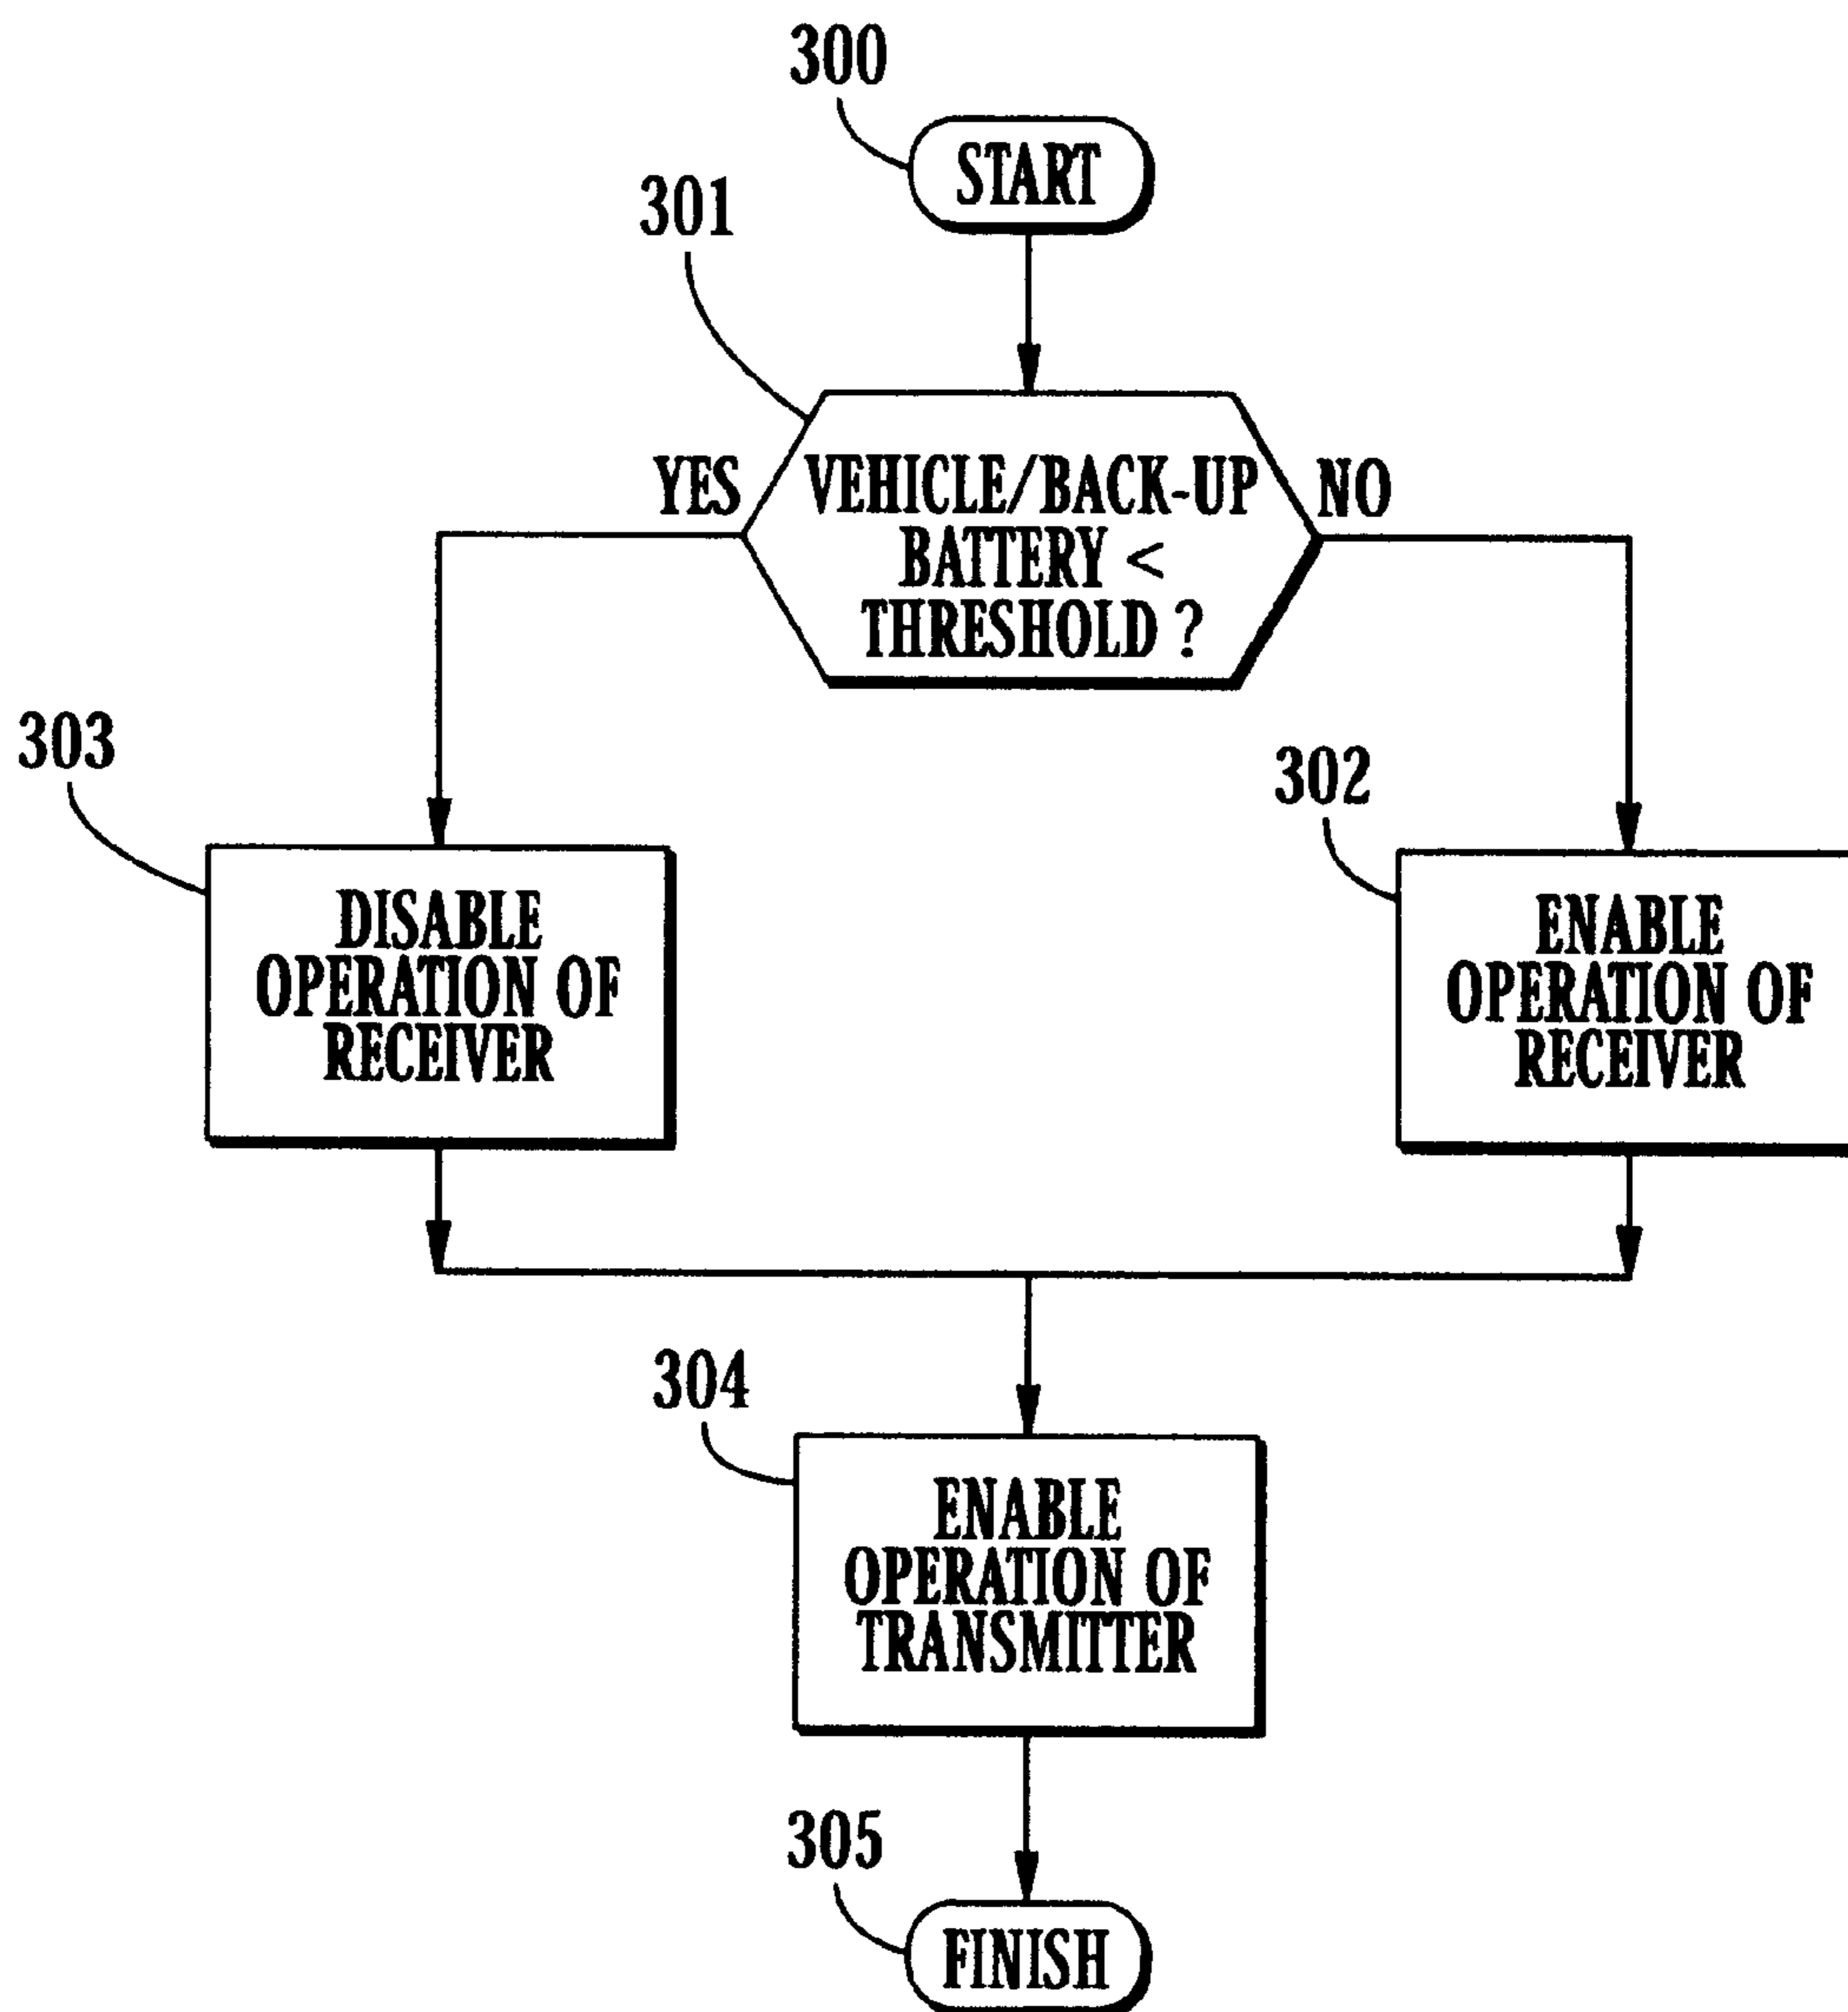 300
START
301
YES
VEHICLE/BACK-UP
BATTERY <
THRESHOLD ?
NO
303
302
DISABLE
OPERATION OF
RECEIVER
ENABLE
OPERATION OF
RECEIVER
304
ENABLE
OPERATION OF
TRANSMITTER
305
FINISH